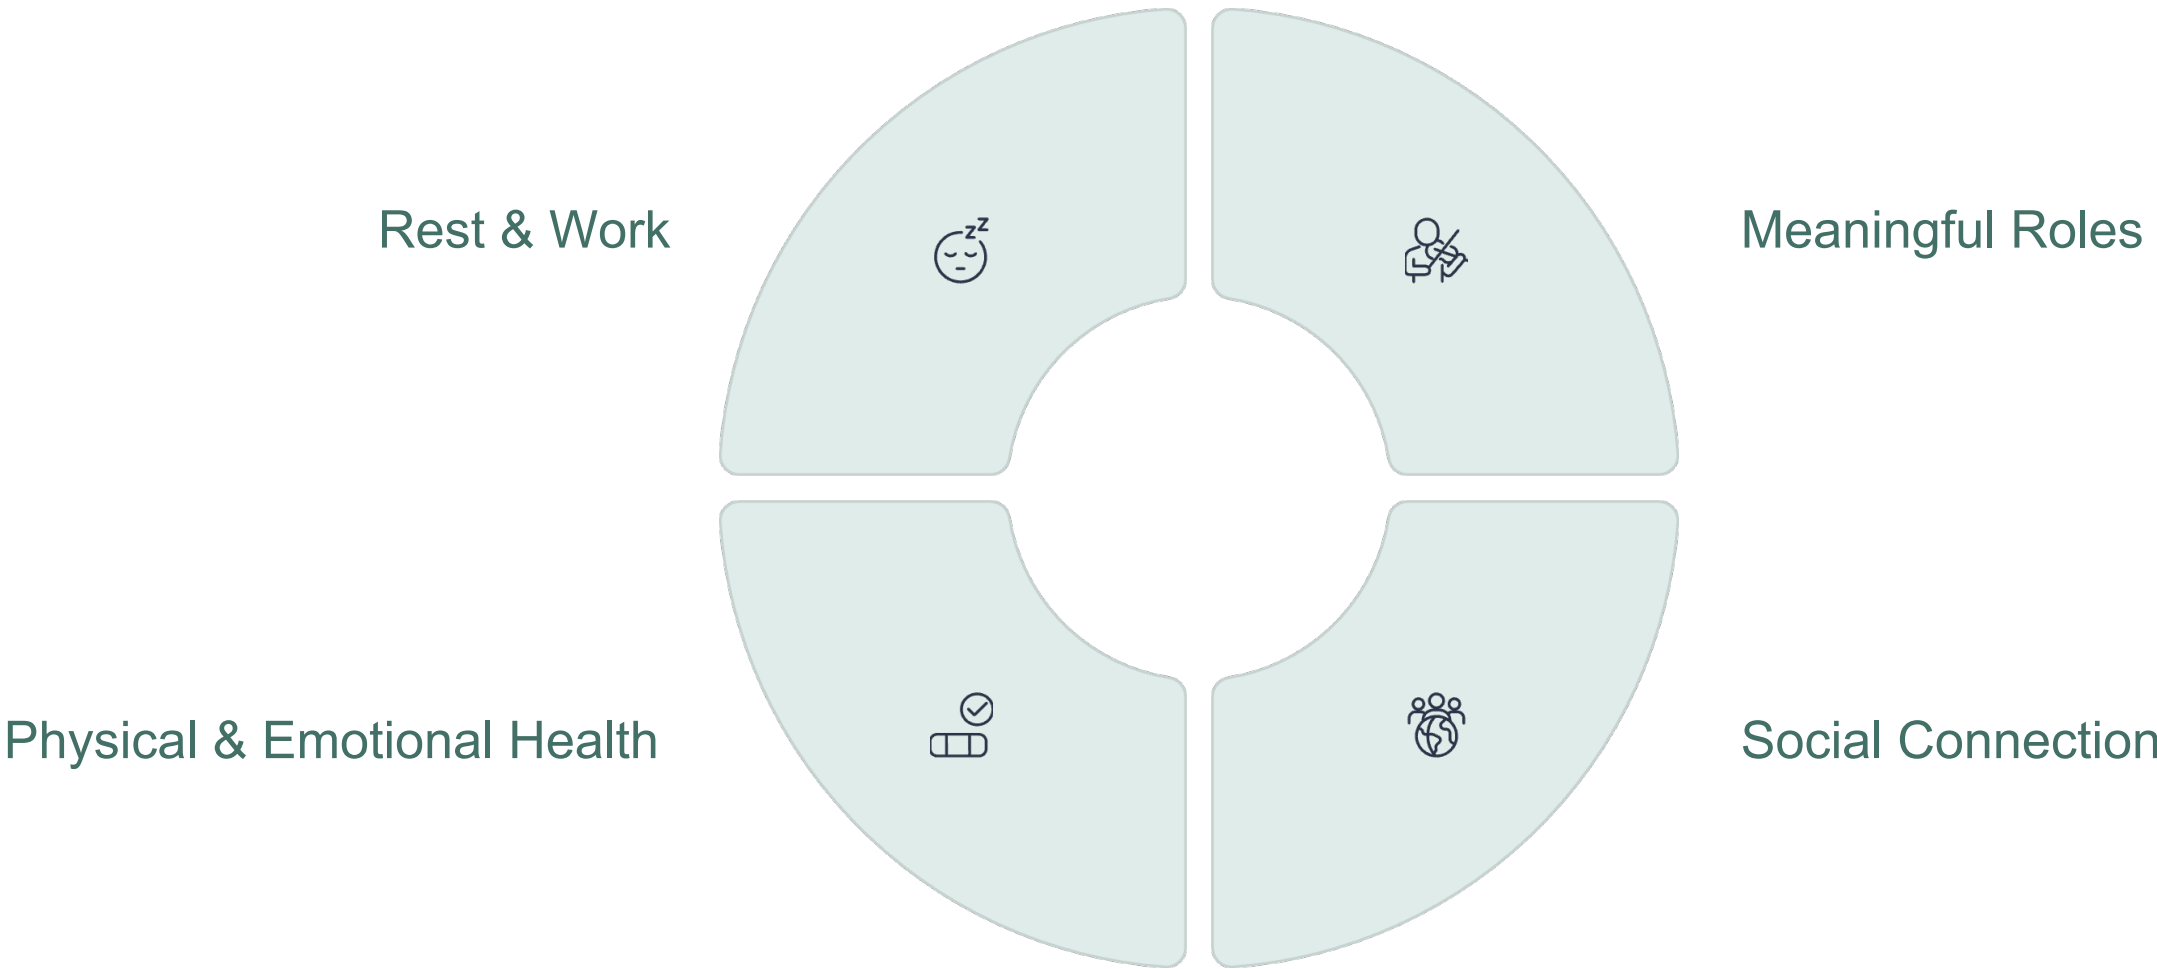 Rest & Work
Meaningful Roles
Physical & Emotional Health
Social Connection